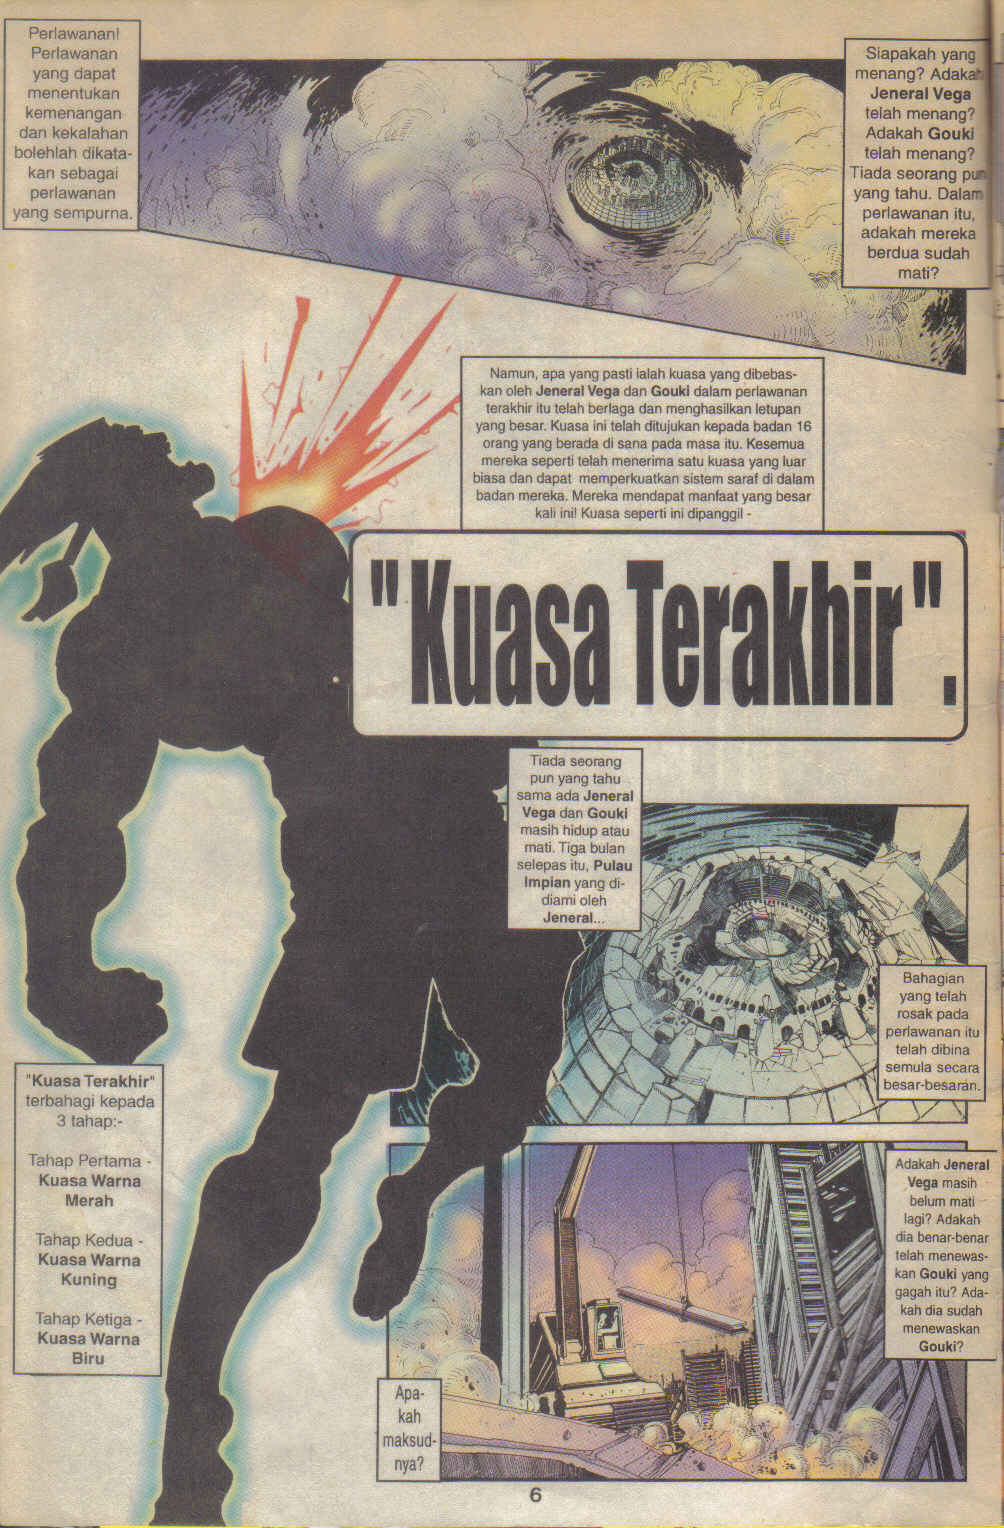 Perlawanan!
Perlawanan
yang dapat
menentukan
kemenangan
dan kekalahan
bolehlah dikata-
kan sebagai
perlawanan
yang sempurna.
Siapakah yang
menang? Adakah
Jeneral Vega
telah menang?
Adakah Gouki
telah menang?
Tiada seorang pun
yang tahu. Dalam
perlawanan itu,
adakah mereka
berdua sudah
mati?
Namun, apa yang pasti ialah kuasa yang dibebas-
kan oleh Jeneral Vega dan Gouki dalam perlawanan
terakhir itu telah berlaga dan menghasilkan letupan
yang besar. Kuasa ini telah ditujukan kepada badan 16
orang yang berada di sana pada masa itu. Kesemua
mereka seperti telah menerima satu kuasa yang luar
biasa dan dapat memperkuatkan sistem saraf di dalam
badan mereka. Mereka mendapat manfaat yang besar
kali ini! Kuasa seperti ini dipanggil -
"Kuasa Terakhir".
Tiada seorang
pun yang tahu
sama ada Jeneral
Vega dan Gouki
masih hidup atau
mati. Tiga bulan
selepas itu, Pulau
Impian yang di-
diami oleh
Jeneral...
Bahagian
yang telah
rosak pada
perlawanan itu
telah dibina
semula secara
besar-besaran.
"Kuasa Terakhir"
terbahagi kepada
3 tahap:-
Tahap Pertama -
Kuasa Warna
Merah
Tahap Kedua -
Kuasa Warna
Kuning
Tahap Ketiga -
Kuasa Warna
Biru
Adakah Jeneral
Vega masih
belum mati
lagi? Adakah
dia benar-benar
telah menewas-
kan Gouki yang
gagah itu? Ada-
kah dia sudah
menewaskan
Gouki?
Apa-
kah
maksud-
nya?
6